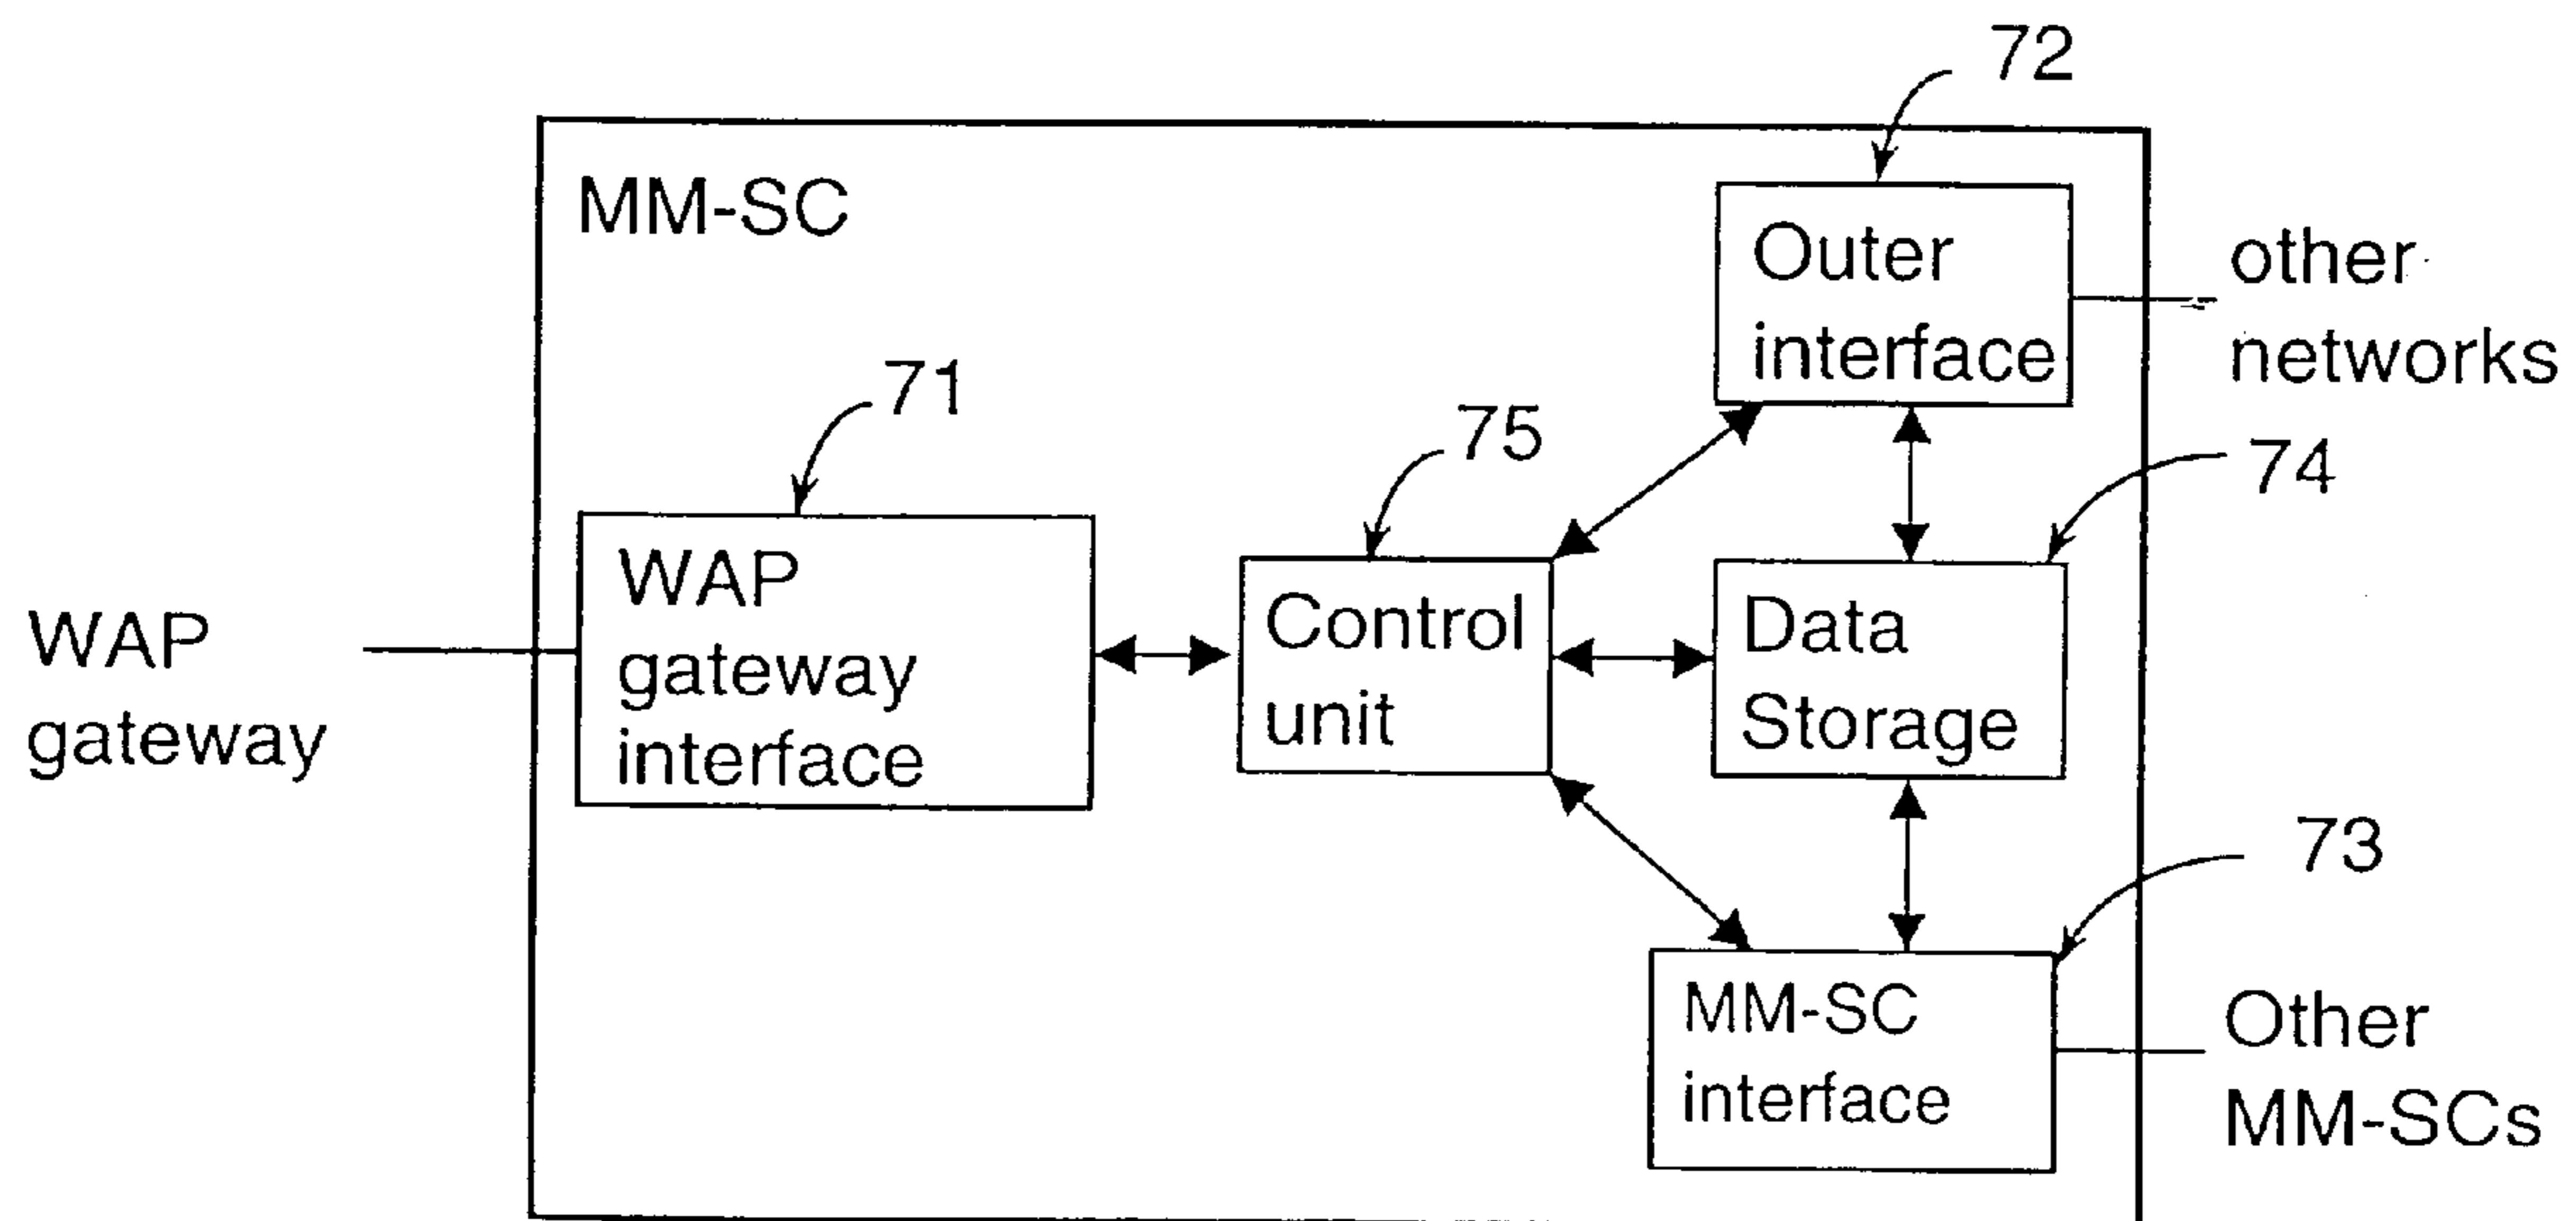 72
MM-SC
Outer
interface
other
networks
71
75
74
WAP
gateway
WAP
gateway
interface
Control
unit
Data
Storage
73
MM-SC
interface
Other
MM-SCs